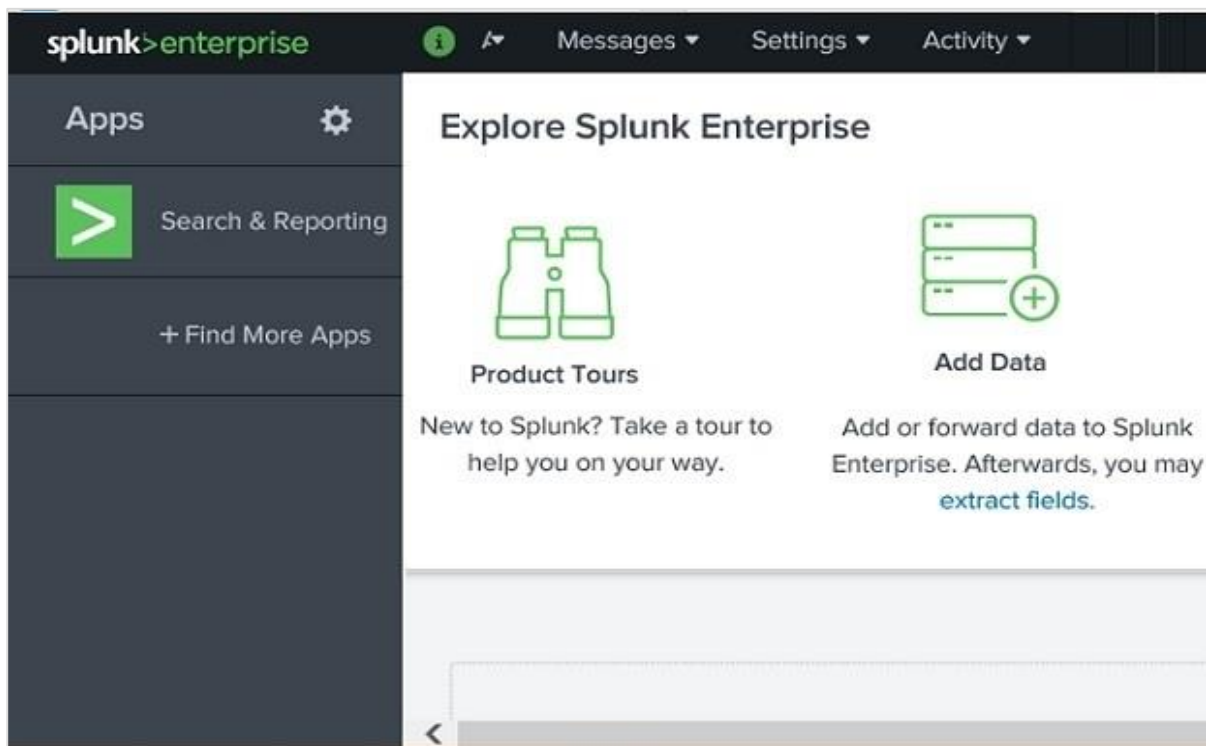 splunk>enterprise
Messages Settings Activity
Apps
Explore Splunk Enterprise
Search & Reporting
+ Find More Apps
Product Tours
New to Splunk? Take a tour to
help you on your way.
Add Data
Add or forward data to Splunk
Enterprise. Afterwards, you may
extract fields.